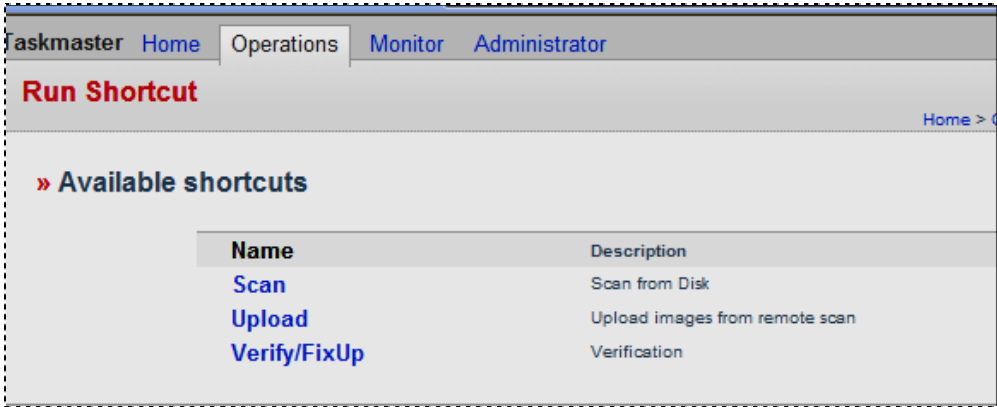 Taskmaster Home Operations Monitor Administrator
Run Shortcut
Home >
» Available shortcuts
Name Description
Scan Scan from Disk
Upload Upload images from remote scan
Verify/FixUp Verification